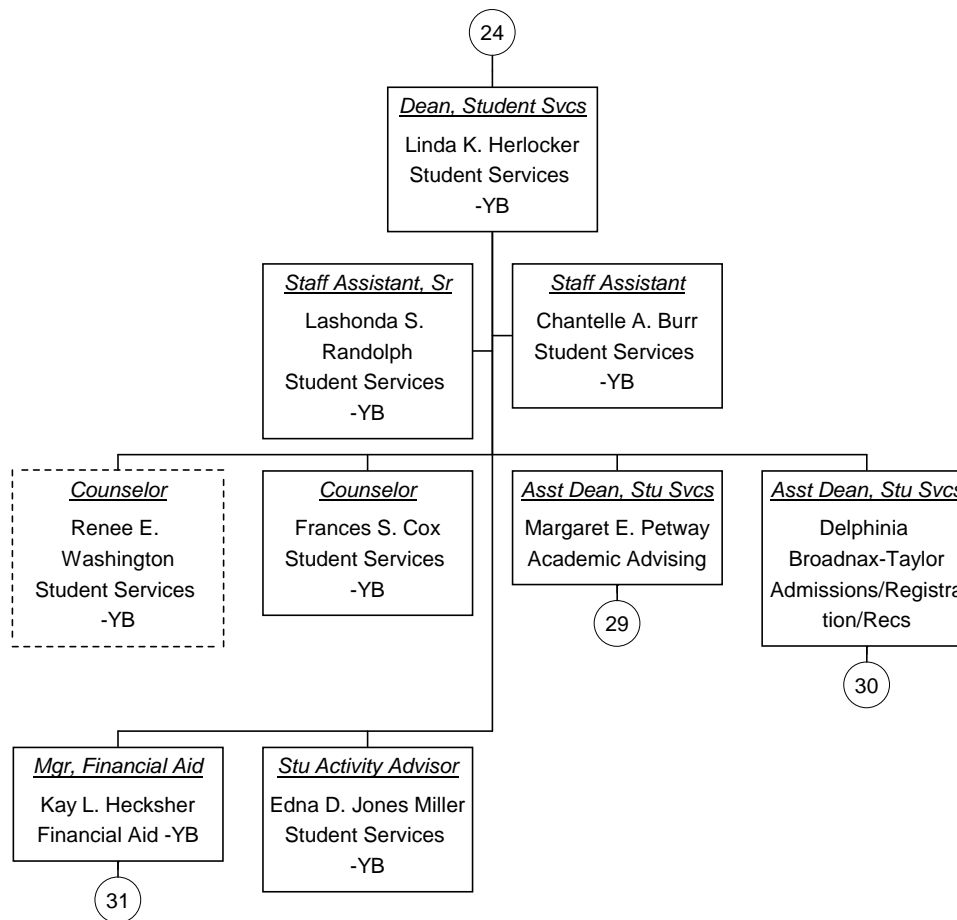 24
Dean, Student Svcs
Linda K. Herlocker
Student Services
-YB
Staff Assistant, Sr
Lashonda S.
Randolph
Student Services
-YB
Staff Assistant
Chantelle A. Burr
Student Services
-YB
Counselor
Renee E.
Washington
Student Services
-YB
Counselor
Frances S. Cox
Student Services
-YB
Asst Dean, Stu Svcs
Margaret E. Petway
Academic Advising
29
Asst Dean, Stu Svcs
Delphinia
Broadnax-Taylor
Admissions/Registra
tion/Recs
30
Mgr, Financial Aid
Kay L. Hecksher
Financial Aid -YB
31
Stu Activity Advisor
Edna D. Jones Miller
Student Services
-YB